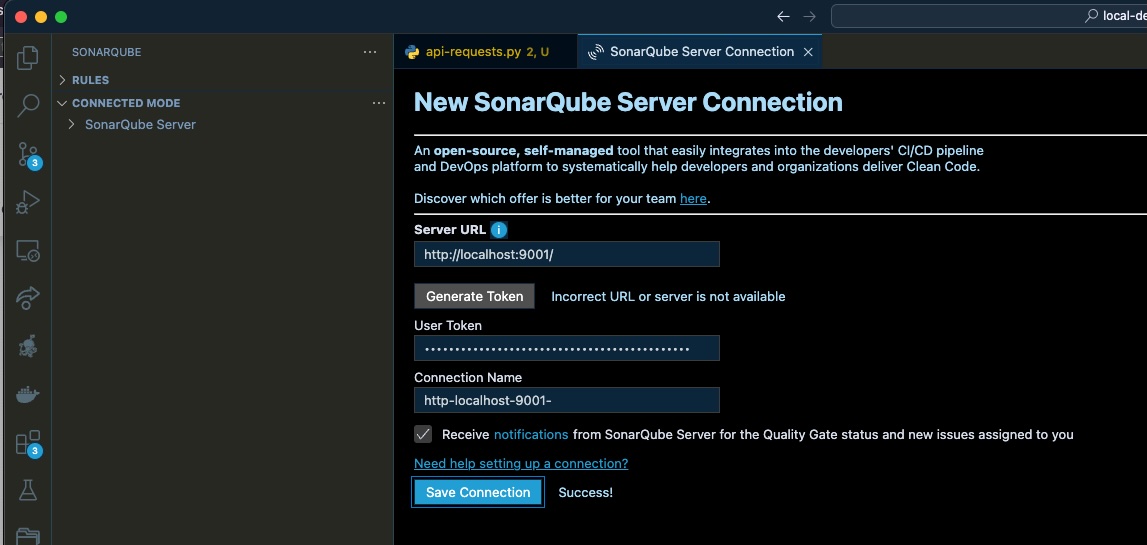 local-de
SONARQUBE
RULES
CONNECTED MODE
SonarQube Server
3
3
api-requests.py 2, U
SonarQube Server Connection
New SonarQube Server Connection
An open-source, self-managed tool that easily integrates into the developers' CI/CD pipeline
and DevOps platform to systematically help developers and organizations deliver Clean Code.
Discover which offer is better for your team here.
Server URL
http://localhost:9001/
Generate Token Incorrect URL or server is not available
User Token
Connection Name
http-localhost-9001-
Receive notifications from SonarQube Server for the Quality Gate status and new issues assigned to you
Need help setting up a connection?
Save Connection Success!